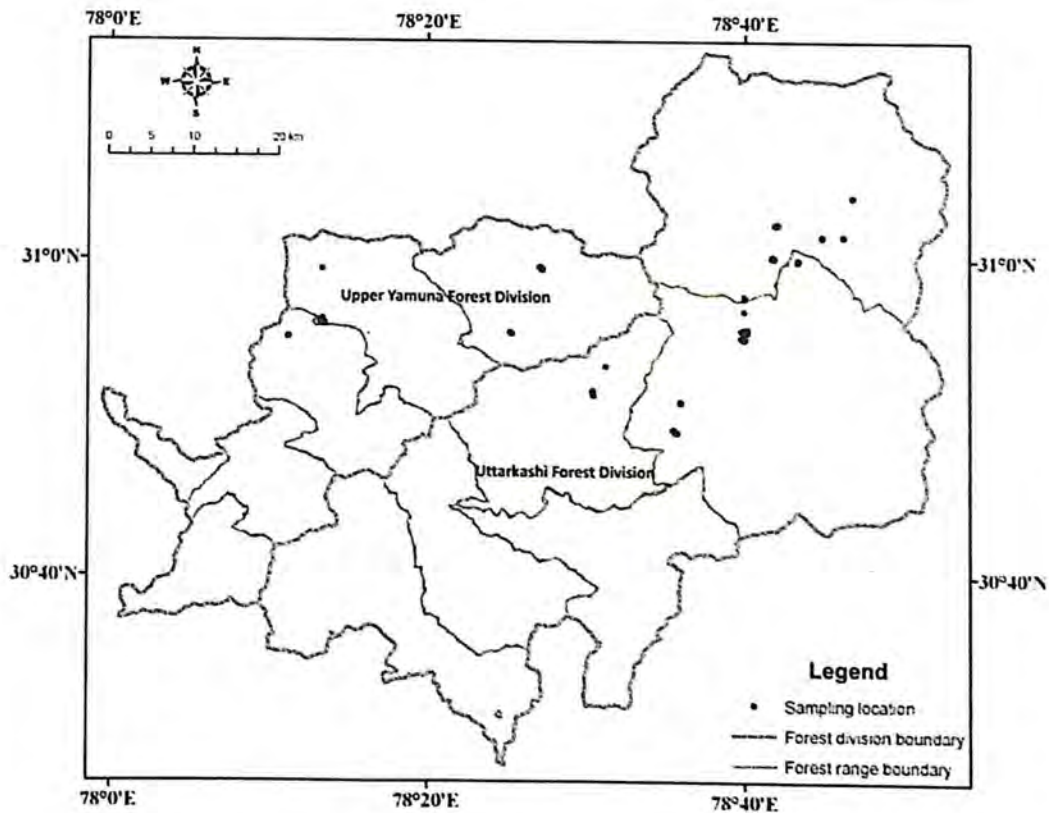 78°0'E 78°20'E 78°40'E
N
W E
S
0 5 10 20 km
31°0'N 31°0'N
Upper Yamuna Forest Division
Uttarkashi Forest Division
30°40'N 30°40'N
Legend
Sampling location
Forest division boundary
Forest range boundary
78°0'E 78°20'E 78°40'E